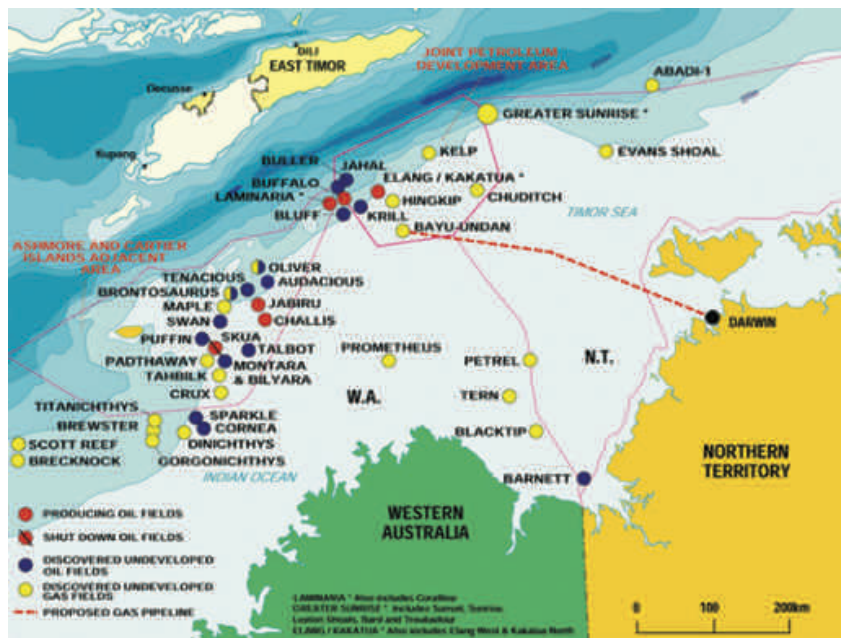 DILI
EAST TIMOR
JOINT PETROLEUM
DEVELOPMENT AREA
ABADI-1
Oecusse
GREATER SUNRISE *
Kupang
BULLER
JAHAL
KELP
EVANS SHOAL
BUFFALO
ELANG / KAKATUA *
LAMINARIA *
HINGKIP
CHUDITCH
BLUFF
KRILL
BAYU-UNDAN
TIMOR SEA
ASHMORE AND CARTIER
ISLANDS ADJACENT
AREA
OLIVER
TENACIOUS
AUDACIOUS
BRONTOSAURUS
MAPLE
JABIRU
SWAN
CHALLIS
DARWIN
PUFFIN
SKUA
TALBOT
PADTHAWAY
MONTARA
& BILYARA
PROMETHEUS
PETREL
N.T.
TAHBILK
CRUX
W.A.
TERN
TITANICHTHYS
SPARKLE
BREWSTER
CORNEA
BLACKTIP
SCOTT REEF
DINICHTHYS
BRECKNOCK
GORGONICHTHYS
NORTHERN
TERRITORY
INDIAN OCEAN
BARNETT
WESTERN
AUSTRALIA
PRODUCING OIL FIELDS
SHUT DOWN OIL FIELDS
DISCOVERED UNDEVELOPED
OIL FIELDS
DISCOVERED UNDEVELOPED
GAS FIELDS
PROPOSED GAS PIPELINE
LAMINARIA * Also includes Corallina
GREATER SUNRISE * Includes Sunset, Sunrise,
Loxton Shoals, Bard and Troubadour
ELANG / KAKATUA * Also includes Elang West & Kakatua North
0 100 200km